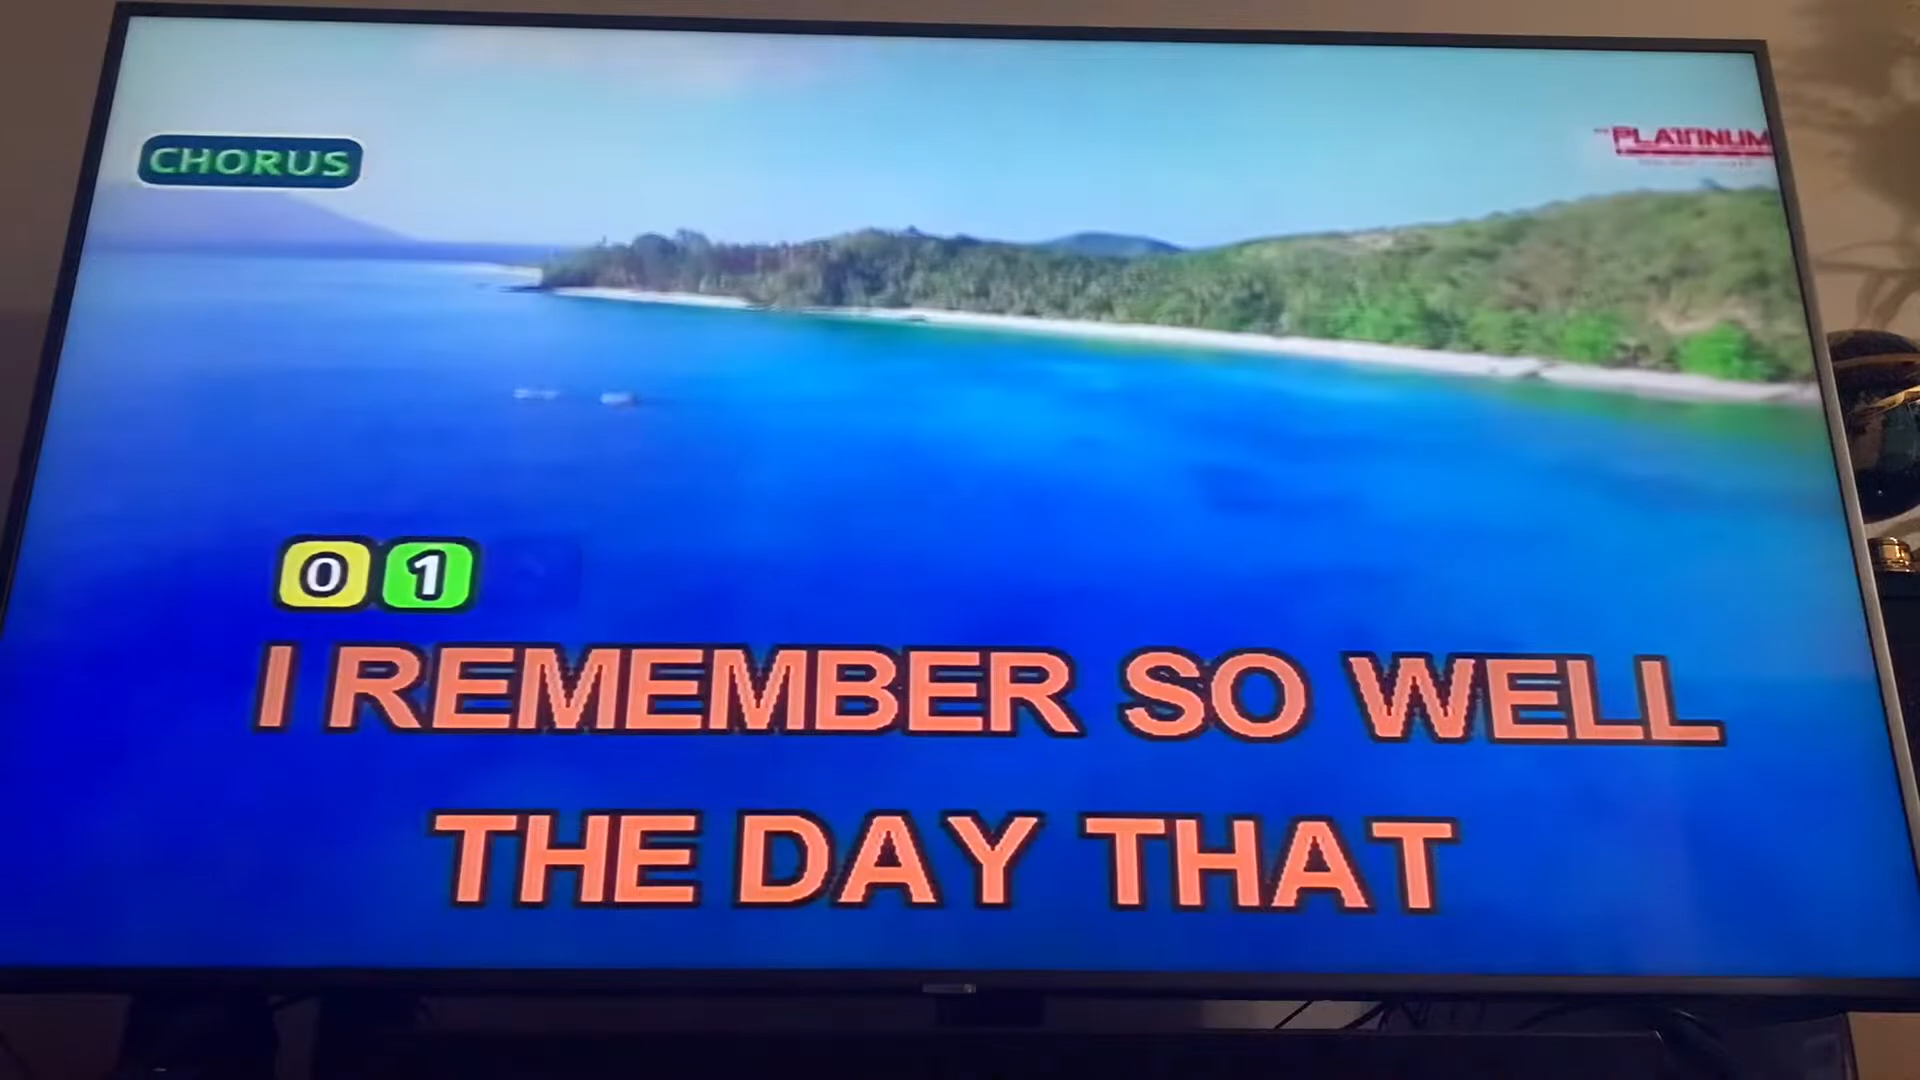 CHORUS
PLATINUM
0 1
I REMEMBER SO WELL
THE DAY THAT